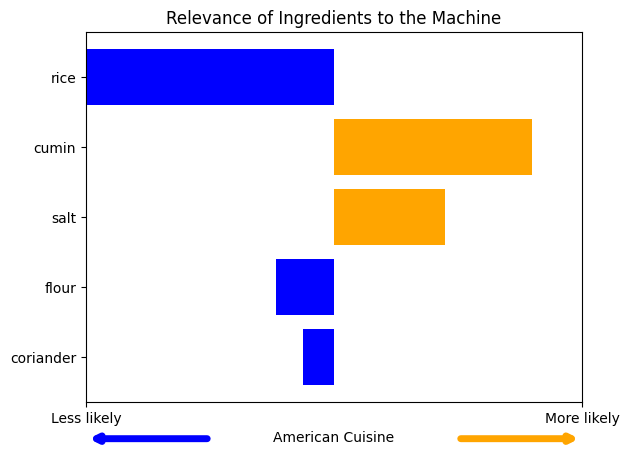 Relevance of Ingredients to the Machine
rice
cumin
salt
flour
coriander
Less likely
More likely
American Cuisine